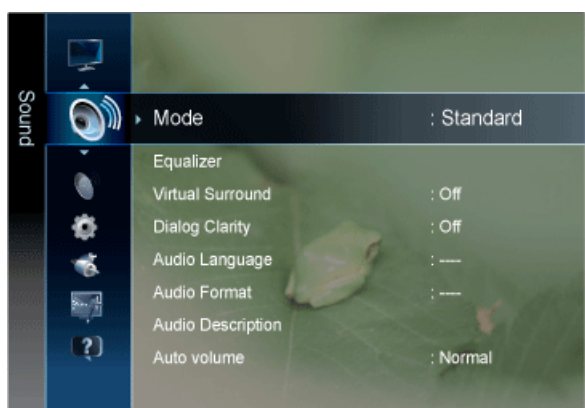 Sound
Mode : Standard
Equalizer
Virtual Surround : Off
Dialog Clarity : Off
Audio Language : ----
Audio Format : ----
Audio Description
Auto volume : Normal